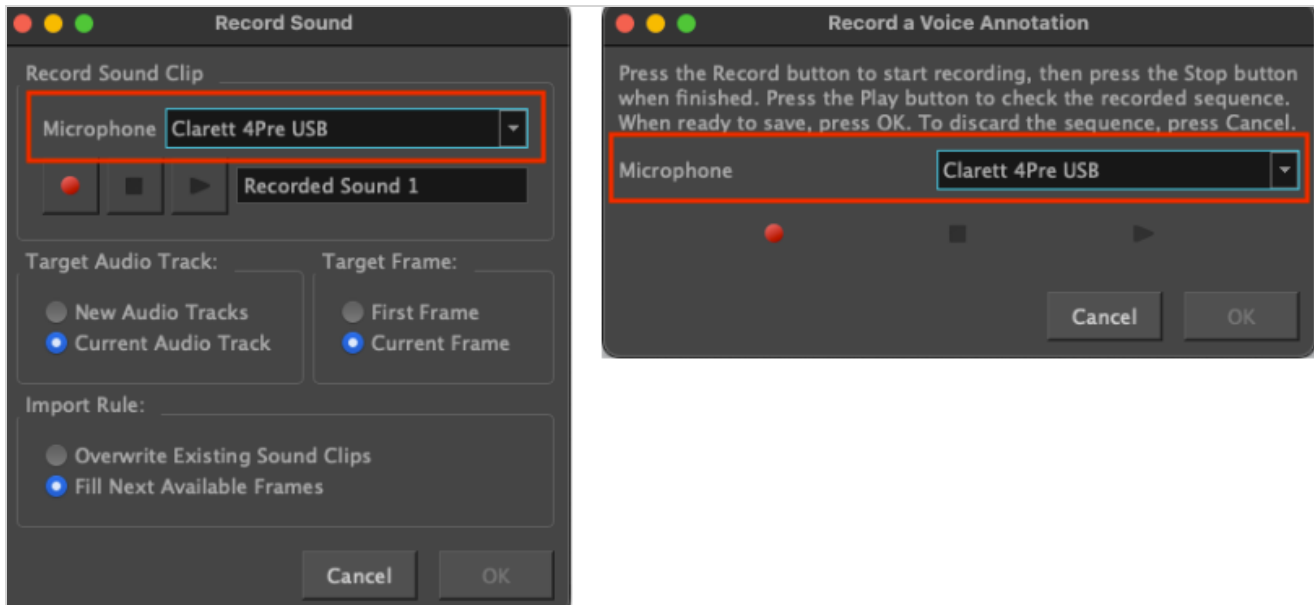 Record Sound
Record Sound Clip
Microphone Clarett 4Pre USB
Recorded Sound 1
Target Audio Track:
New Audio Tracks
Current Audio Track
Target Frame:
First Frame
Current Frame
Import Rule:
Overwrite Existing Sound Clips
Fill Next Available Frames
Cancel OK
Record a Voice Annotation
Press the Record button to start recording, then press the Stop button
when finished. Press the Play button to check the recorded sequence.
When ready to save, press OK. To discard the sequence, press Cancel.
Microphone Clarett 4Pre USB
Cancel OK